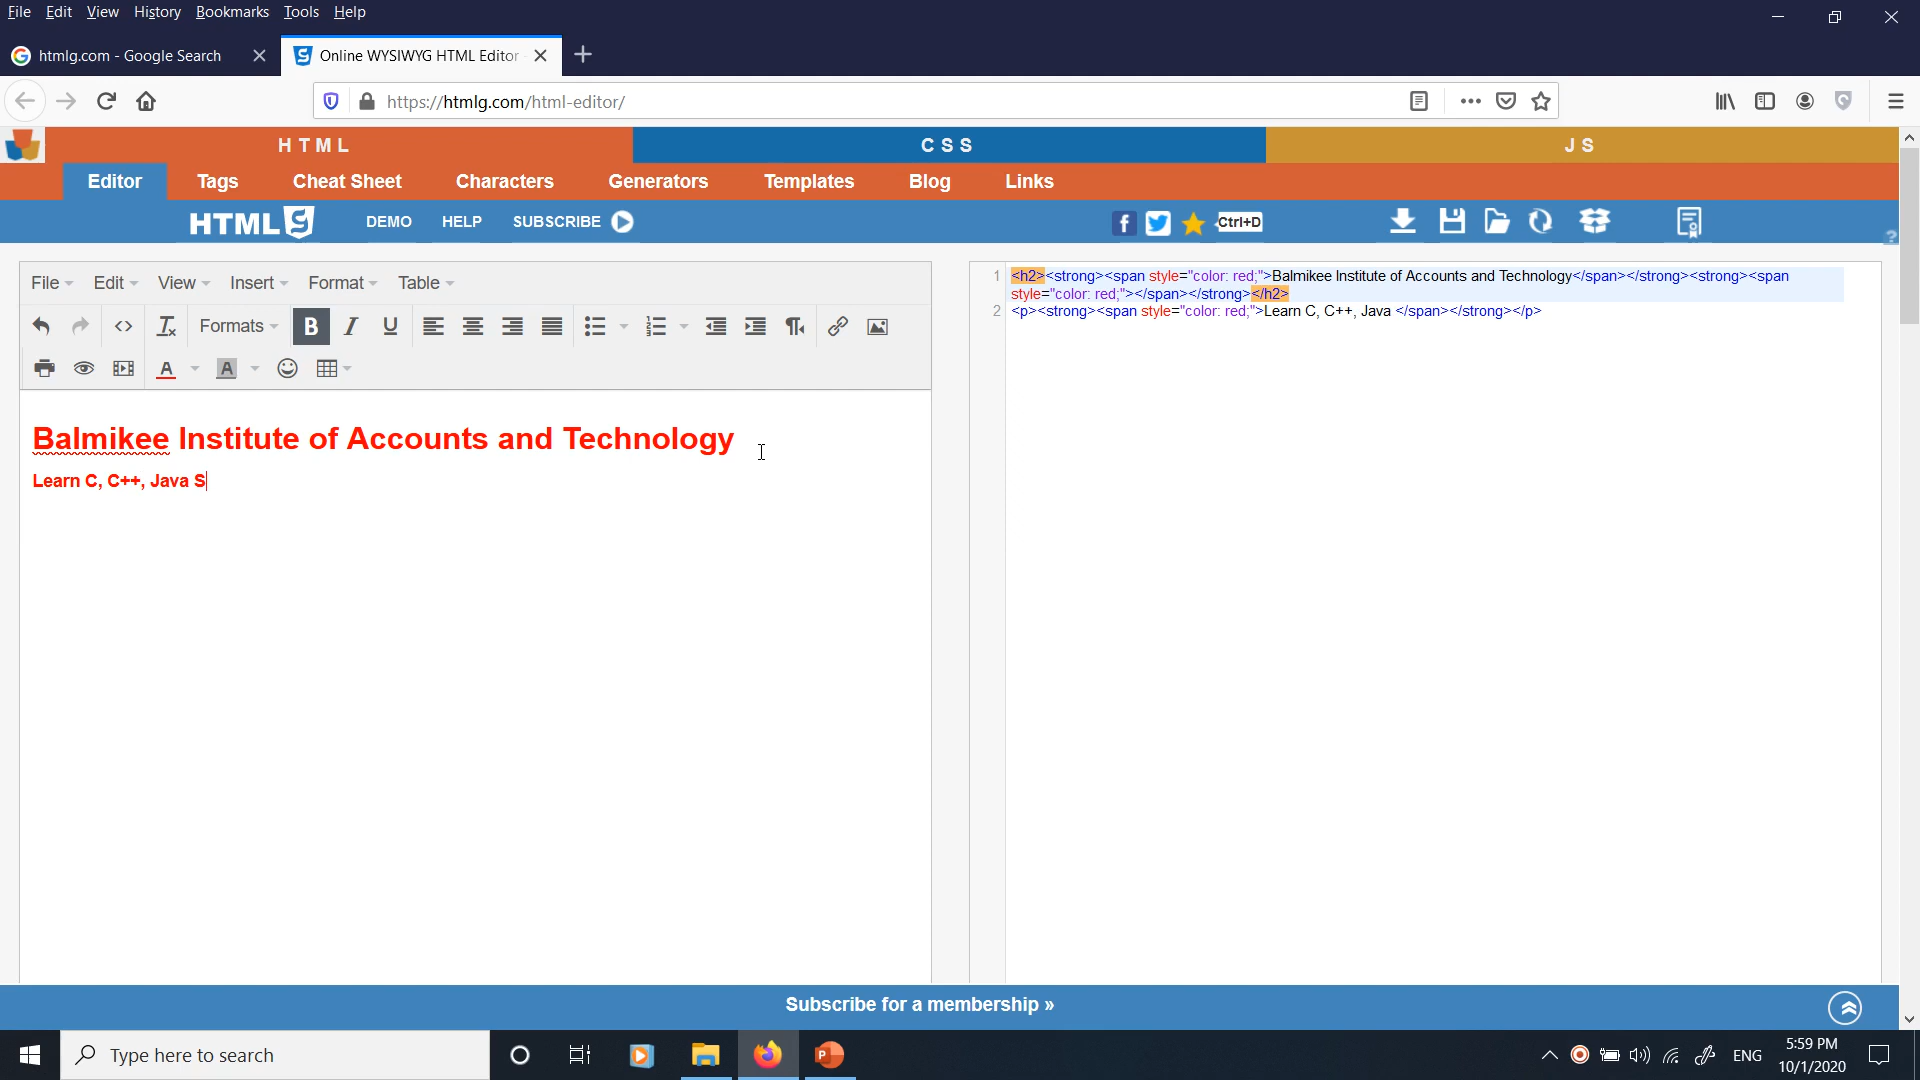 File Edit View History Bookmarks Tools Help
htmlg.com - Google Search
Online WYSIWYG HTML Editor -
https://htmlg.com/html-editor/
HTML
CSS
JS
Editor Tags Cheat Sheet Characters Generators Templates Blog Links
HTML DEMO HELP SUBSCRIBE f Ctrl+D
?
File Edit View Insert Format Table
Formats B I U
A A
Balmikee Institute of Accounts and Technology
Learn C, C++, Java S
1 <h2><strong><span style="color: red;">Balmikee Institute of Accounts and Technology</span></strong><strong><span
style="color: red;"></span></strong></h2>
2 <p><strong><span style="color: red;">Learn C, C++, Java </span></strong></p>
Subscribe for a membership »
Type here to search
ENG
5:59 PM
10/1/2020